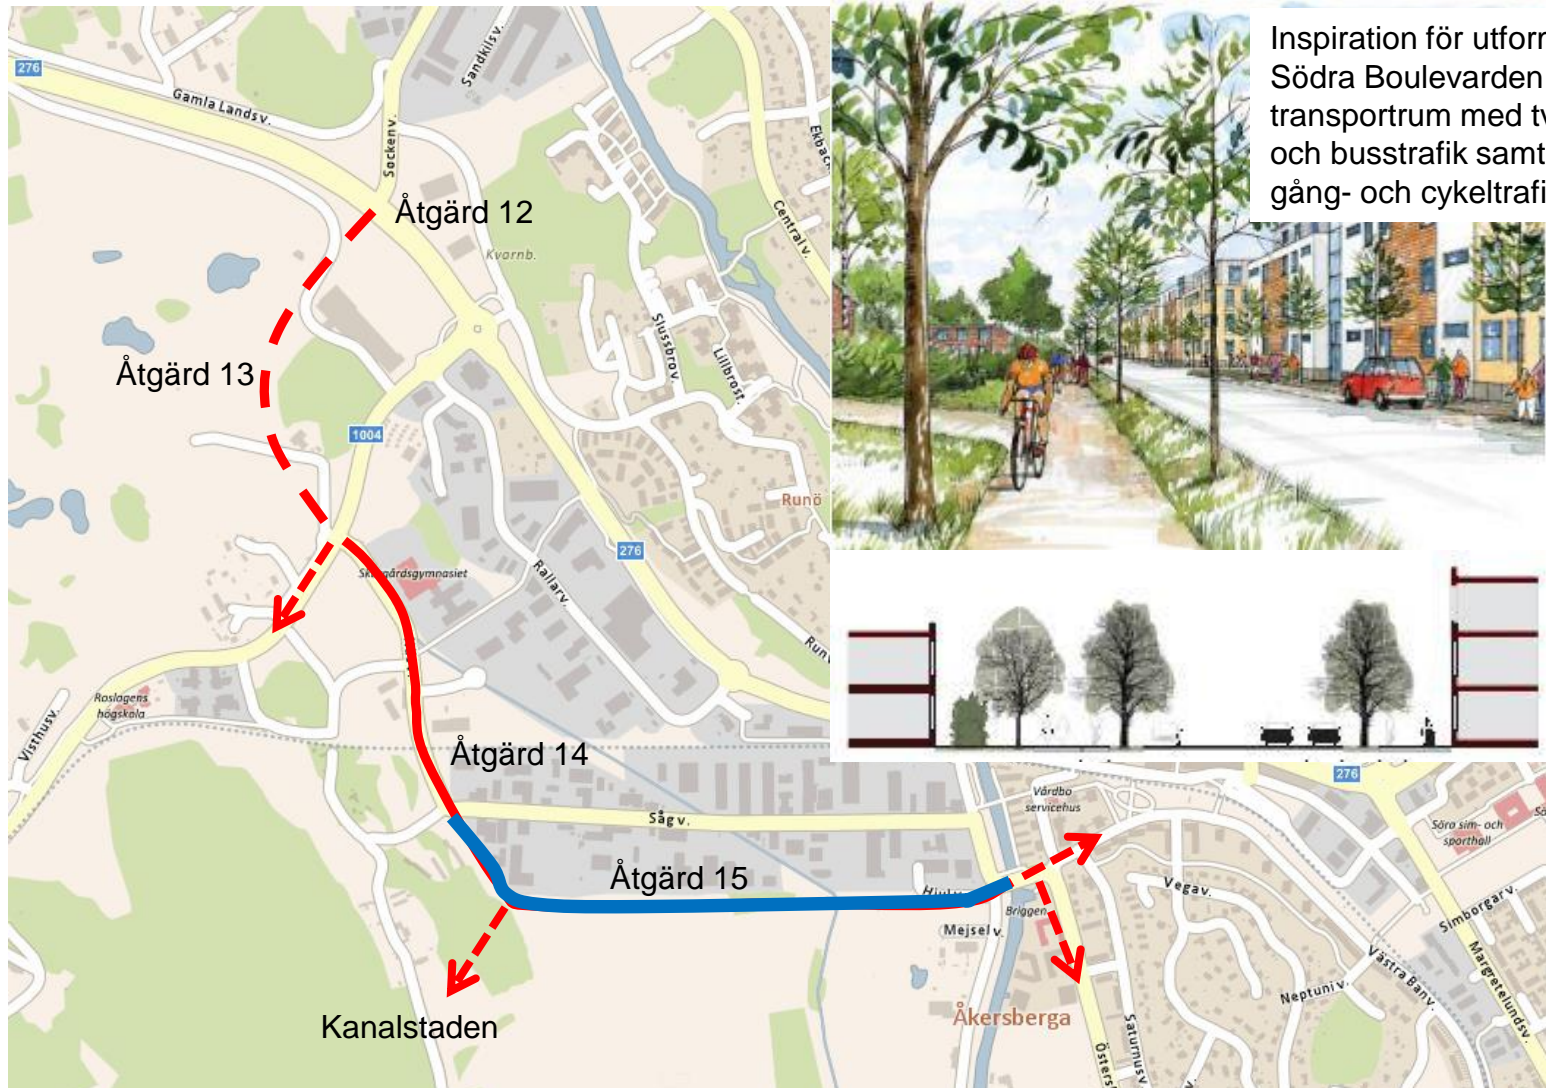 Inspiration för utforr
Södra Boulevarden
transportrum med tv
och busstrafik samt
gång- och cykeltrafi
276
Gamla Landsv.
Sandkilsv.
Sockenv.
Centralv.
Åtgärd 12
Kvarnb.
Slussbrov.
Lillbrost.
Åtgärd 13
1004
Runö
276
Skärgårdsgymnasiet
Rallarv.
Roslagens
högskola
Visthusv.
Åtgärd 14
Sågv.
276
Vårdbo
servicehus
Söra sim- och
sporthall
Åtgärd 15
Briggen
Mejselv.
Vegav.
Simborgarv.
Västra Banv.
Margretelundsv.
Neptuniv.
Saturnusv.
Åkersberga
Kanalstaden